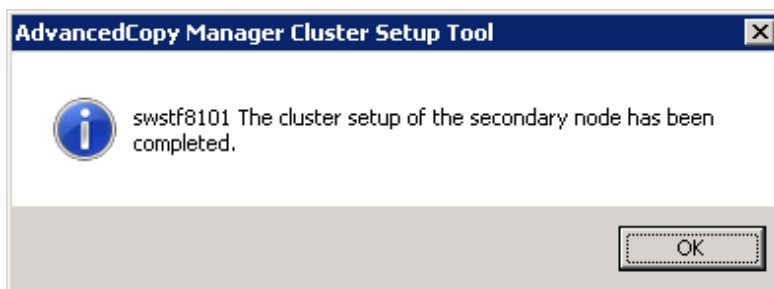 AdvancedCopy Manager Cluster Setup Tool
swstf8101 The cluster setup of the secondary node has been
completed.
OK